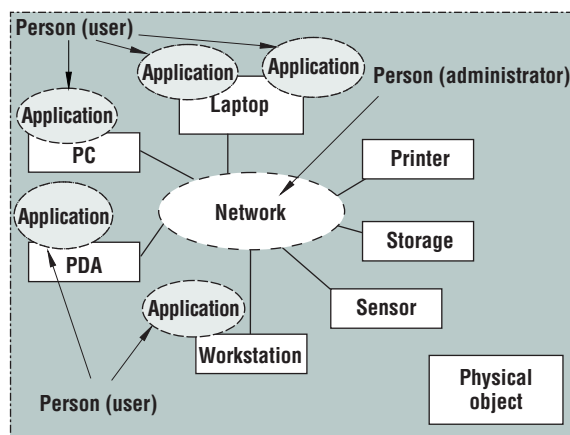 Person (user)
Application
Application
Person (administrator)
Laptop
Application
PC
Printer
Application
Network
PDA
Storage
Application
Sensor
Workstation
Person (user)
Physical
object